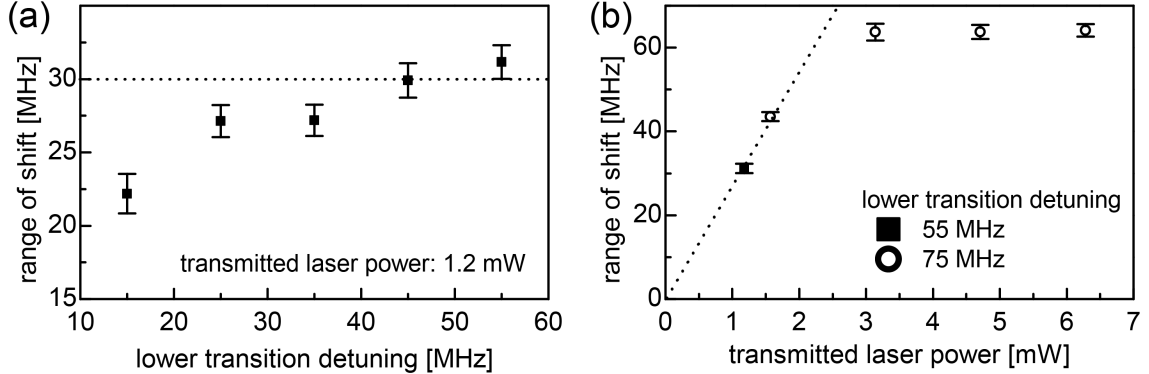 (a)
range of shift [MHz]
30
25
20
15
transmitted laser power: 1.2 mW
10 20 30 40 50 60
lower transition detuning [MHz]
(b)
range of shift [MHz]
60
40
20
0
lower transition detuning
55 MHz
75 MHz
0 1 2 3 4 5 6 7
transmitted laser power [mW]